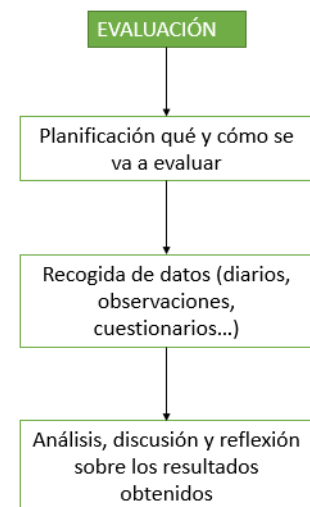 EVALUACIÓN
Planificación qué y cómo se
va a evaluar
Recogida de datos (diarios,
observaciones,
cuestionarios...)
Análisis, discusión y reflexión
sobre los resultados
obtenidos